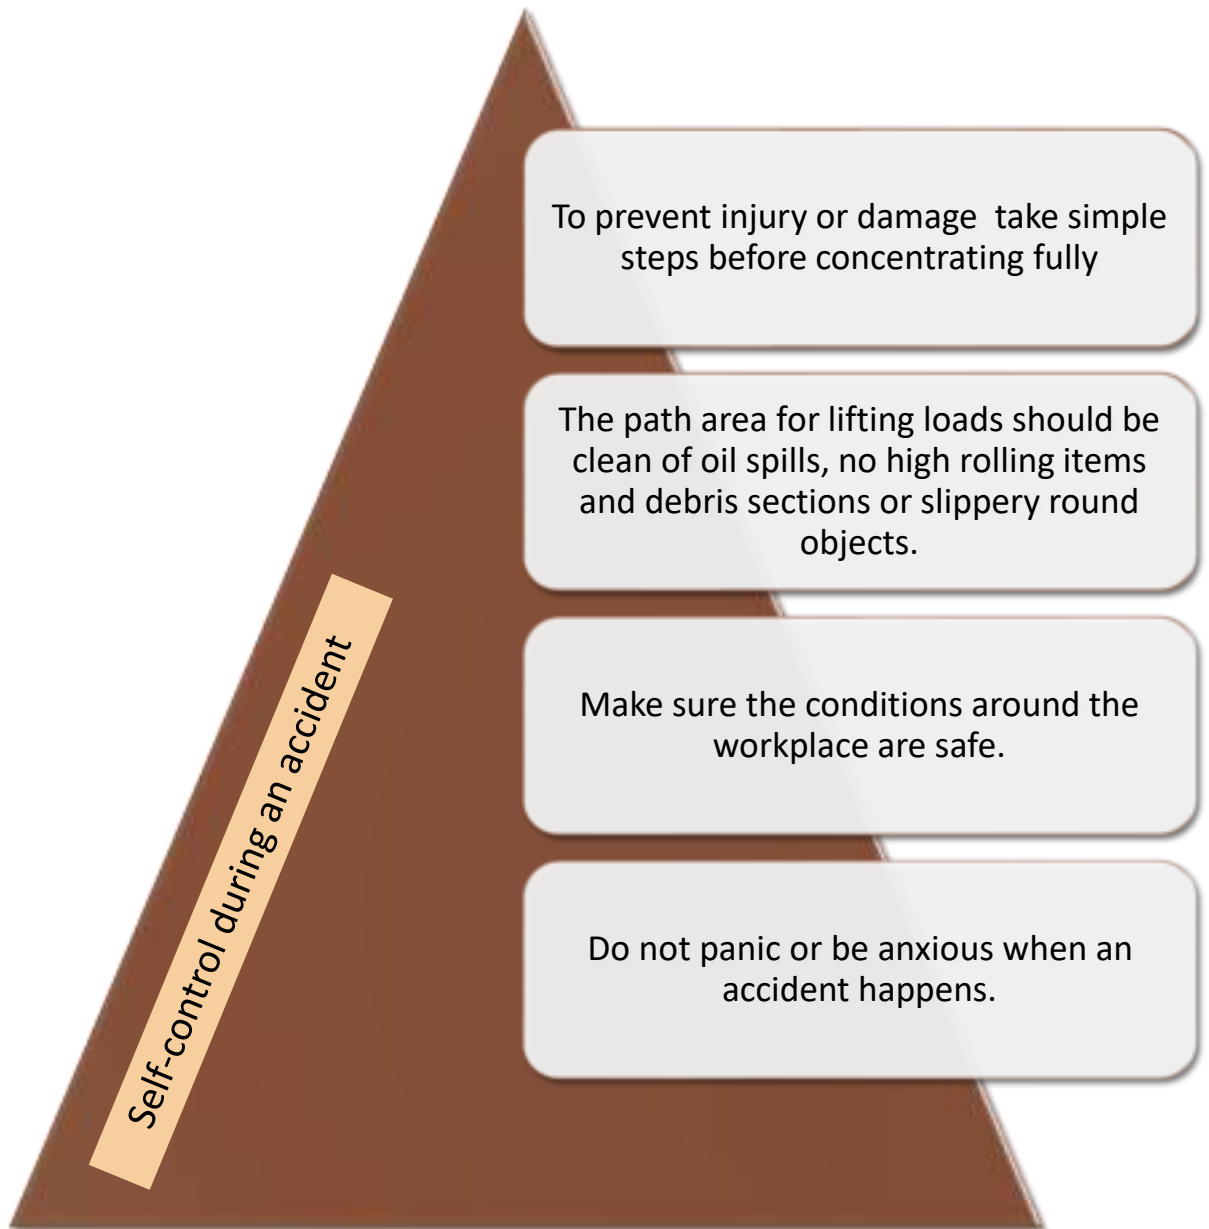 To prevent injury or damage  take simple
steps before concentrating fully
The path area for lifting loads should be
clean of oil spills, no high rolling items
and debris sections or slippery round
objects.
Make sure the conditions around the
workplace are safe.
Do not panic or be anxious when an
accident happens.
Self-control during an accident